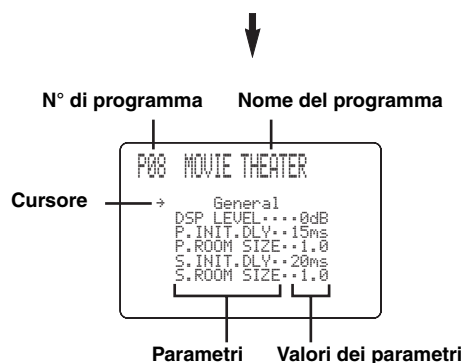 N° di programma
Nome del programma
P08 MOVIE THEATER
Cursore
→ General
DSP LEVEL····0dB
P.INIT.DLY··15ms
P.ROOM SIZE··1.0
S.INIT.DLY··20ms
S.ROOM SIZE··1.0
Parametri
Valori dei parametri